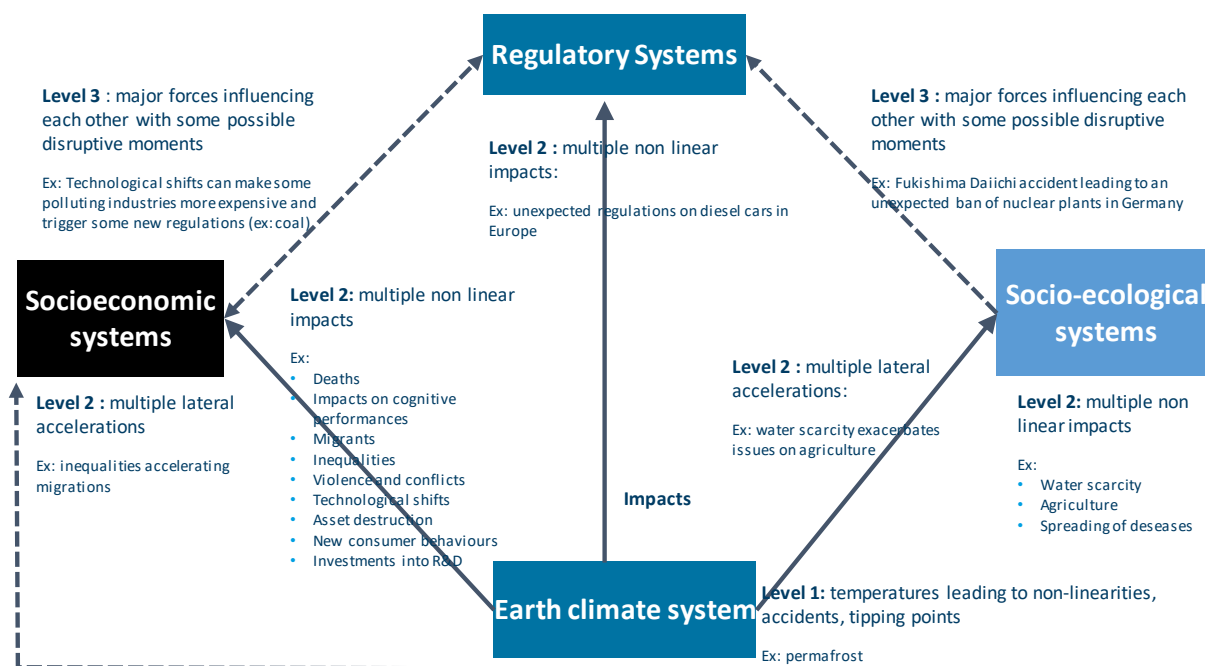 Regulatory Systems
Level 3 : major forces influencing
each other with some possible
disruptive moments
Ex: Technological shifts can make some
polluting industries more expensive and
trigger some new regulations (ex: coal)
Level 2 : multiple non linear
impacts:
Ex: unexpected regulations on diesel cars in
Europe
Level 3 : major forces influencing each
other with some possible disruptive
moments
Ex: Fukishima Daiichi accident leading to an
unexpected ban of nuclear plants in Germany
Socioeconomic
systems
Level 2: multiple non linear
impacts
Ex:
• Deaths
• Impacts on cognitive
performances
• Migrants
• Inequalities
• Violence and conflicts
• Technological shifts
• Asset destruction
• New consumer behaviours
• Investments into R&D
Socio-ecological
systems
Level 2 : multiple lateral
accelerations
Ex: inequalities accelerating
migrations
Level 2 : multiple lateral
accelerations:
Ex: water scarcity exacerbates
issues on agriculture
Level 2: multiple non
linear impacts
Ex:
• Water scarcity
• Agriculture
• Spreading of deseases
Impacts
Earth climate system
Level 1: temperatures leading to non-linearities,
accidents, tipping points
Ex: permafrost